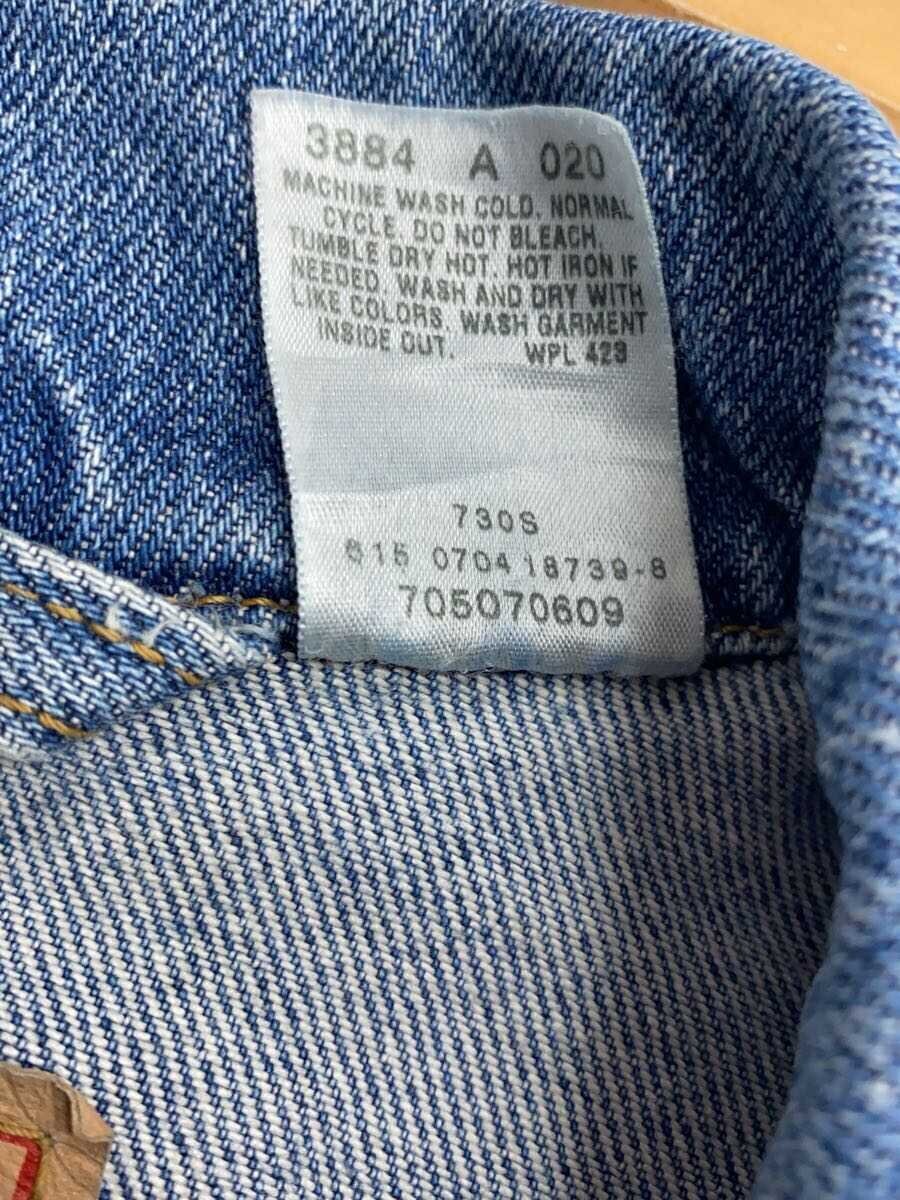 3884 A 020
MACHINE WASH COLD. NORMAL
CYCLE. DO NOT BLEACH.
TUMBLE DRY HOT. HOT IRON IF
NEEDED. WASH AND DRY WITH
LIKE COLORS. WASH GARMENT
INSIDE OUT. WPL 423
730S
615 0704 18739-8
705070609